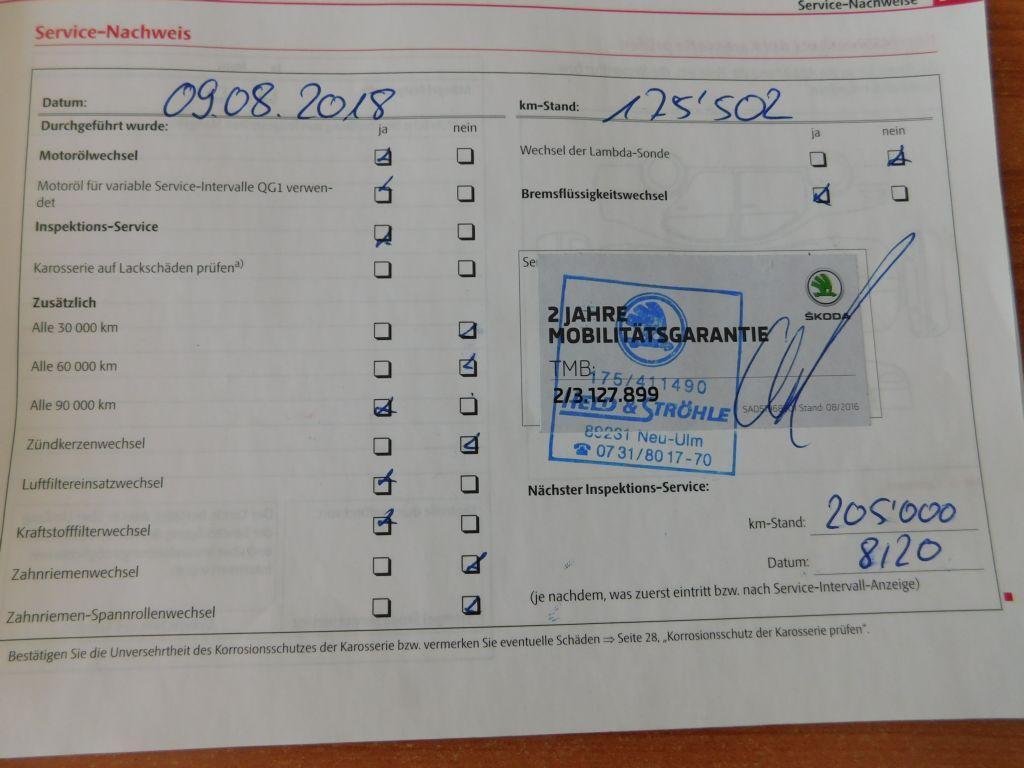 Service-Nachweise
Service-Nachweis
Datum: 09.08.2018
km-Stand: 175'502
Durchgeführt wurde: ja nein
ja nein
Motorölwechsel
Wechsel der Lambda-Sonde
Motoröl für variable Service-Intervalle QG1 verwen-
det
Bremsflüssigkeitswechsel
Inspektions-Service
Karosserie auf Lackschäden prüfenª⁾
Zusätzlich
Alle 30 000 km
Alle 60 000 km
Alle 90 000 km
Zündkerzenwechsel
Luftfiltereinsatzwechsel
Kraftstofffilterwechsel
Zahnriemenwechsel
Zahnriemen-Spannrollenwechsel
Se
ŠKODA
2 JAHRE
MOBILITÄTSGARANTIE
TMB:
175/411490
2/3.127.899
HELD & STRÖHLE
Stand: 08/2016
89231 Neu-Ulm
☎ 07 31/80 17-70
Nächster Inspektions-Service:
km-Stand: 205'000
Datum: 8/20
(je nachdem, was zuerst eintritt bzw. nach Service-Intervall-Anzeige)
Bestätigen Sie die Unversehrtheit des Korrosionsschutzes der Karosserie bzw. vermerken Sie eventuelle Schäden ⇒ Seite 28, „Korrosionsschutz der Karosserie prüfen“.